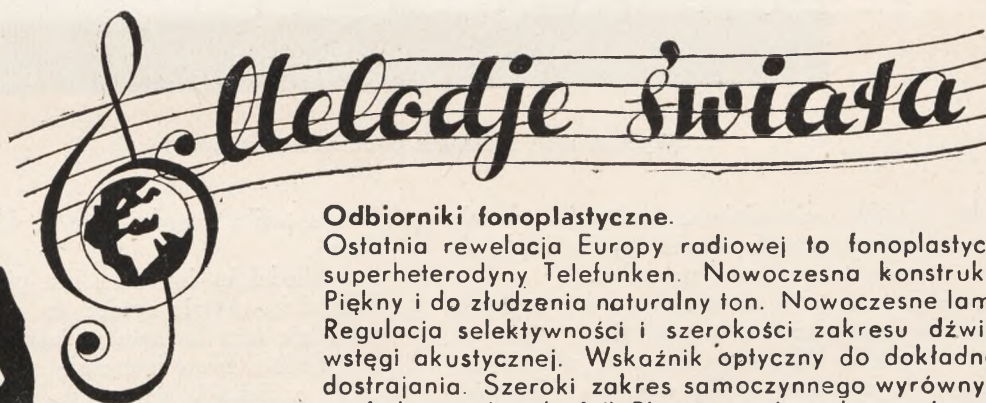 Melodje świata
Odbiorniki fonoplastyczne.
Ostatnia rewelacja Europy radiowej to fonoplastyc
superheterodyny Telefunken. Nowoczesna konstruk
Piękny i do złudzenia naturalny ton. Nowoczesne lam
Regulacja selektywności i szerokości zakresu dźwi
wstęgi akustycznej. Wskaźnik optyczny do dokładne
dostrajania. Szeroki zakres samoczynnego wyrówny